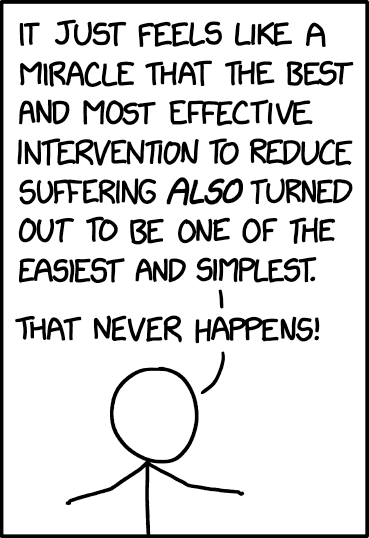 IT JUST FEELS LIKE A
MIRACLE THAT THE BEST
AND MOST EFFECTIVE
INTERVENTION TO REDUCE
SUFFERING ALSO TURNED
OUT TO BE ONE OF THE
EASIEST AND SIMPLEST.
THAT NEVER HAPPENS!